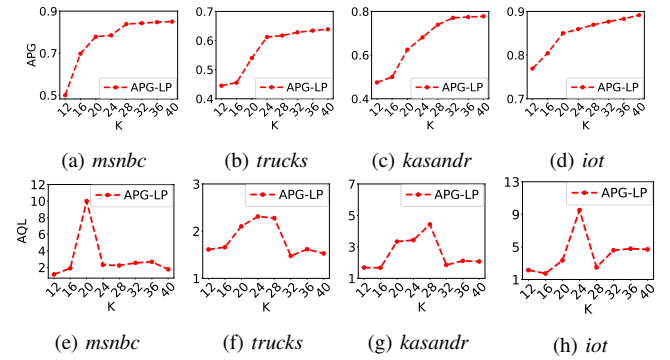 0.9
0.7
0.5
APG
APG-LP
12 16 20 24 28 32 36 40
K
(a) msnbc
0.7
0.6
0.5
0.4
APG-LP
12 16 20 24 28 32 36 40
K
(b) trucks
0.8
0.6
0.4
APG-LP
12 16 20 24 28 32 36 40
K
(c) kasandr
0.9
0.8
0.7
APG-LP
12 16 20 24 28 32 36 40
K
(d) iot
12
10
8
6
4
2
AQL
APG-LP
12 16 20 24 28 32 36 40
K
(e) msnbc
3
2
1
APG-LP
12 16 20 24 28 32 36 40
K
(f) trucks
7
5
3
1
APG-LP
12 16 20 24 28 32 36 40
K
(g) kasandr
13
9
5
1
APG-LP
12 16 20 24 28 32 36 40
K
(h) iot